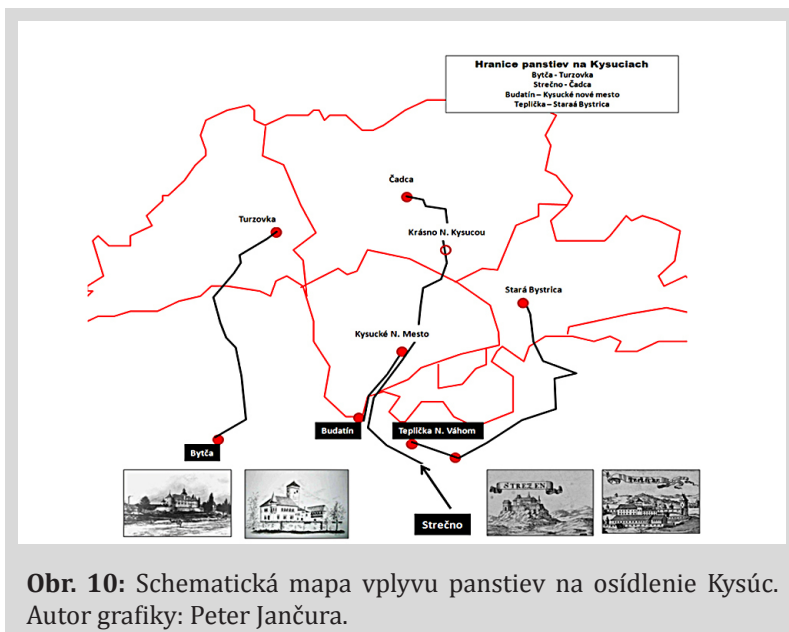 Hranice panstiev na Kysuciach
Bytča - Turzovka
Strečno - Čadca
Budatín – Kysucké nové mesto
Teplička – Staraá Bystrica
Čadca
Turzovka
Krásno N. Kysucou
Stará Bystrica
Kysucké N. Mesto
Budatín
Teplička N. Váhom
Bytča
STREZEN
Strečno
Obr. 10: Schematická mapa vplyvu panstiev na osídlenie Kysúc.
Autor grafiky: Peter Jančura.